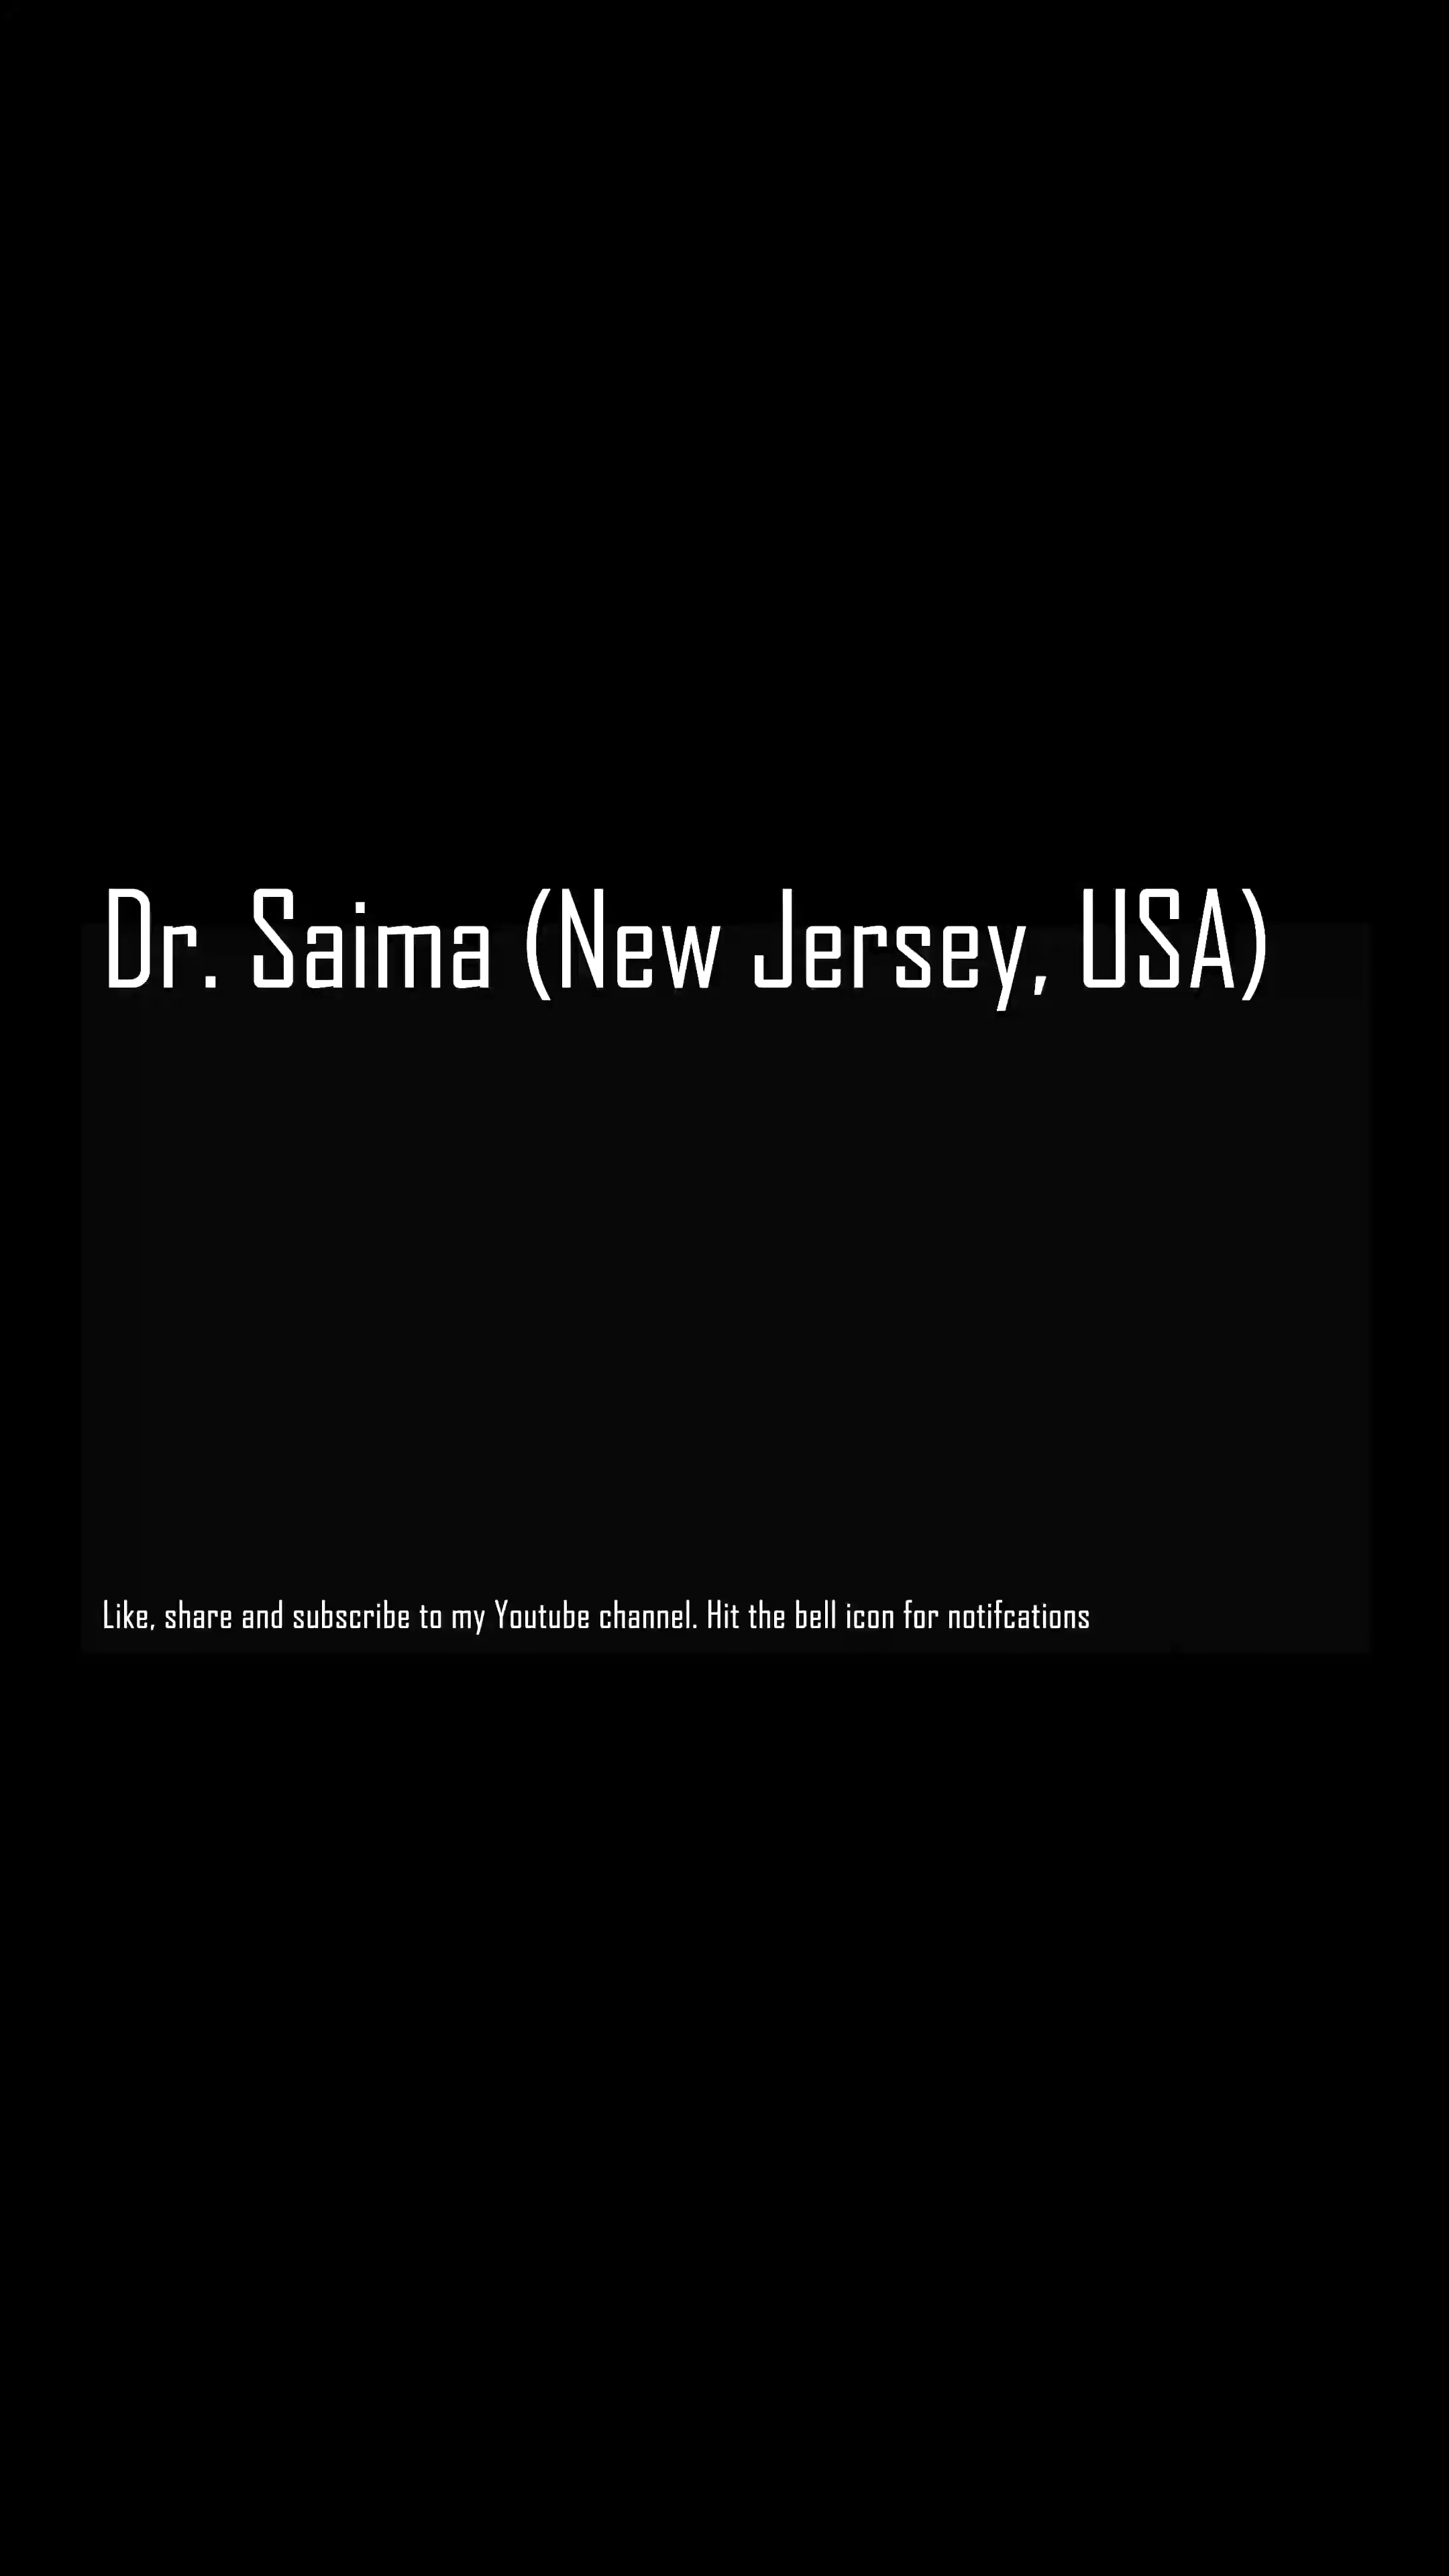 Dr. Saima (New Jersey, USA)
Like, share and subscribe to my Youtube channel. Hit the bell icon for notifcations